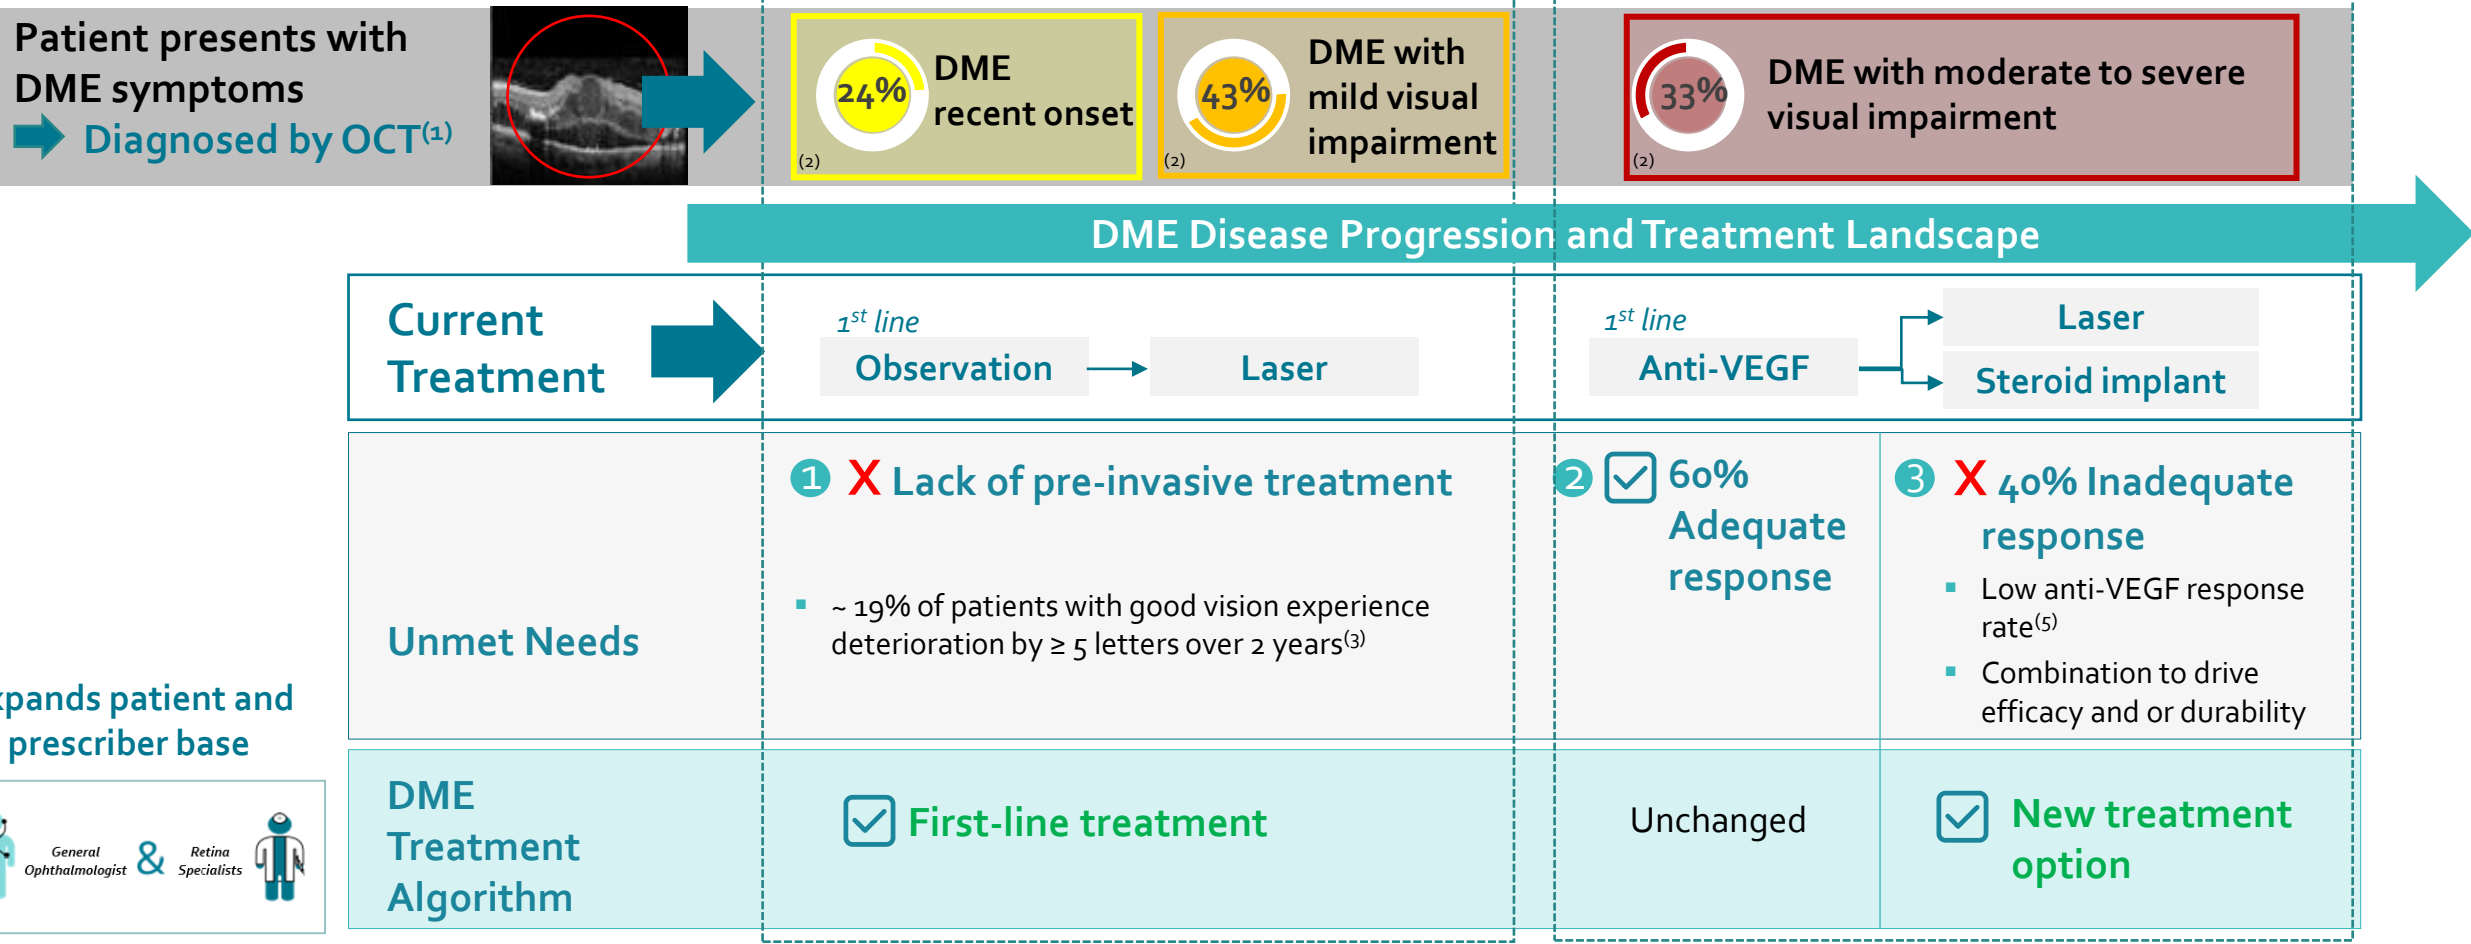 Patient presents with
DME symptoms
Diagnosed by OCT(1)
24%
DME
recent onset
(2)
43%
DME with
mild visual
impairment
(2)
33%
DME with moderate to severe
visual impairment
(2)
DME Disease Progression and Treatment Landscape
Current
Treatment
1st line
Observation
Laser
1st line
Anti-VEGF
Laser
Steroid implant
Unmet Needs
1 X Lack of pre-invasive treatment
▪ ~ 19% of patients with good vision experience
deterioration by ≥ 5 letters over 2 years(3)
2 60%
Adequate
response
3 X 40% Inadequate
response
▪ Low anti-VEGF response
rate(5)
▪ Combination to drive
efficacy and or durability
xpands patient and
prescriber base
General
Ophthalmologist
&
Retina
Specialists
DME
Treatment
Algorithm
First-line treatment
Unchanged
New treatment
option